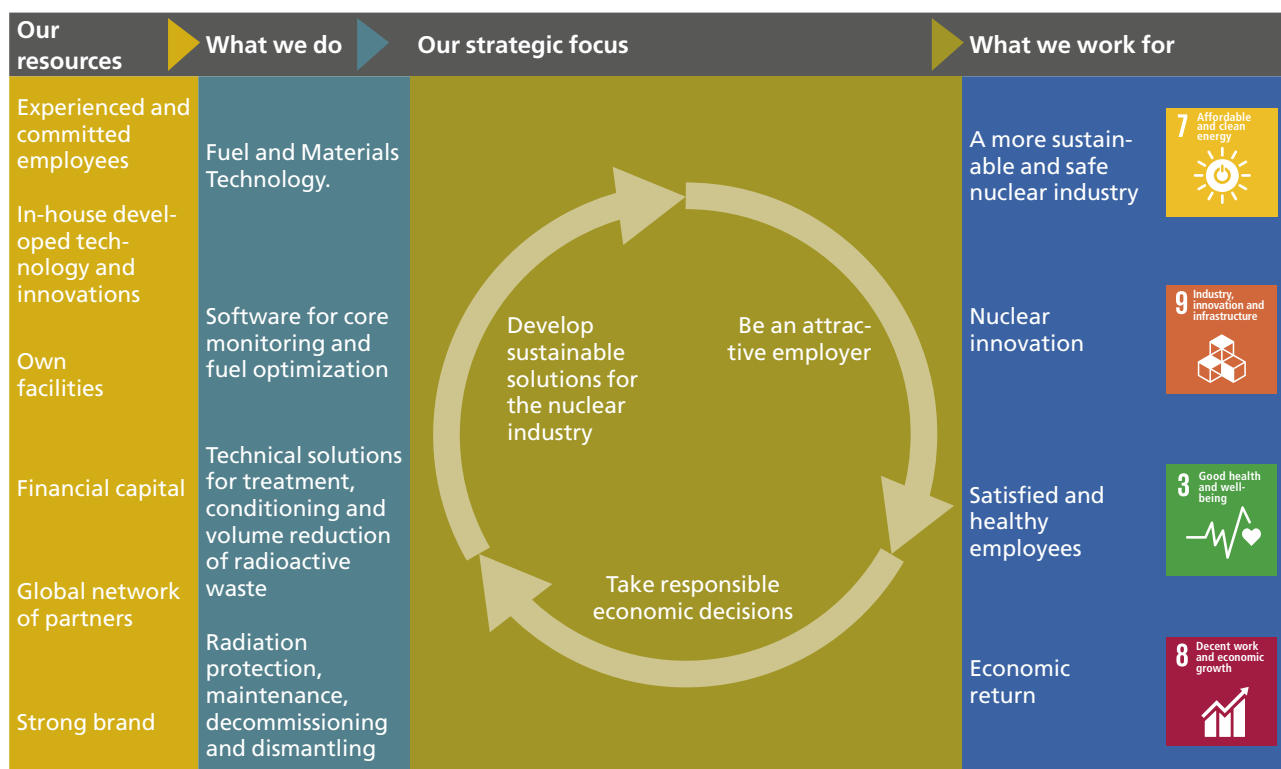 Our
resources
What we do
Our strategic focus
What we work for
Experienced and
committed
employees
In-house devel-
oped tech-
nology and
innovations
Own
facilities
Financial capital
Global network
of partners
Strong brand
Fuel and Materials
Technology.
Software for core
monitoring and
fuel optimization
Technical solutions
for treatment,
conditioning and
volume reduction
of radioactive
waste
Radiation
protection,
maintenance,
decommissioning
and dismantling
Develop
sustainable
solutions for
the nuclear
industry
Be an attrac-
tive employer
Take responsible
economic decisions
A more sustain-
able and safe
nuclear industry
7 Affordable
and clean
energy
Nuclear
innovation
9 Industry,
innovation and
infrastructure
Satisfied and
healthy
employees
3 Good health
and well-
being
Economic
return
8 Decent work
and economic
growth